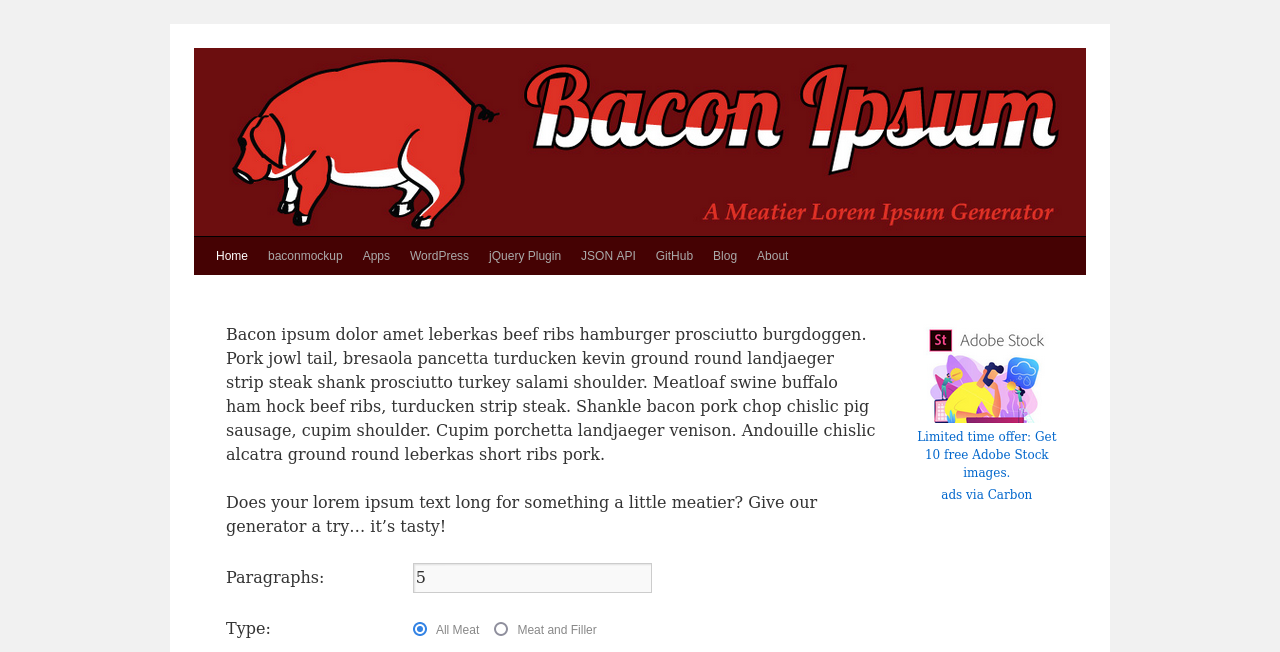 Bacon Ipsum
A Meatier Lorem Ipsum Generator
Home baconmockup Apps WordPress jQuery Plugin JSON API GitHub Blog About
Bacon ipsum dolor amet leberkas beef ribs hamburger prosciutto burgdoggen.
Pork jowl tail, bresaola pancetta turducken kevin ground round landjaeger
strip steak shank prosciutto turkey salami shoulder. Meatloaf swine buffalo
ham hock beef ribs, turducken strip steak. Shankle bacon pork chop chislic pig
sausage, cupim shoulder. Cupim porchetta landjaeger venison. Andouille chislic
alcatra ground round leberkas short ribs pork.
Does your lorem ipsum text long for something a little meatier? Give our
generator a try… it’s tasty!
Paragraphs: 5
Type: All Meat Meat and Filler
St Adobe Stock
Limited time offer: Get
10 free Adobe Stock
images.
ads via Carbon